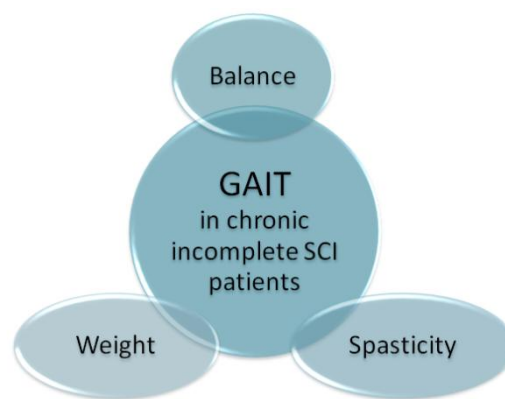 Balance
GAIT
in chronic
incomplete SCI
patients
Weight
Spasticity